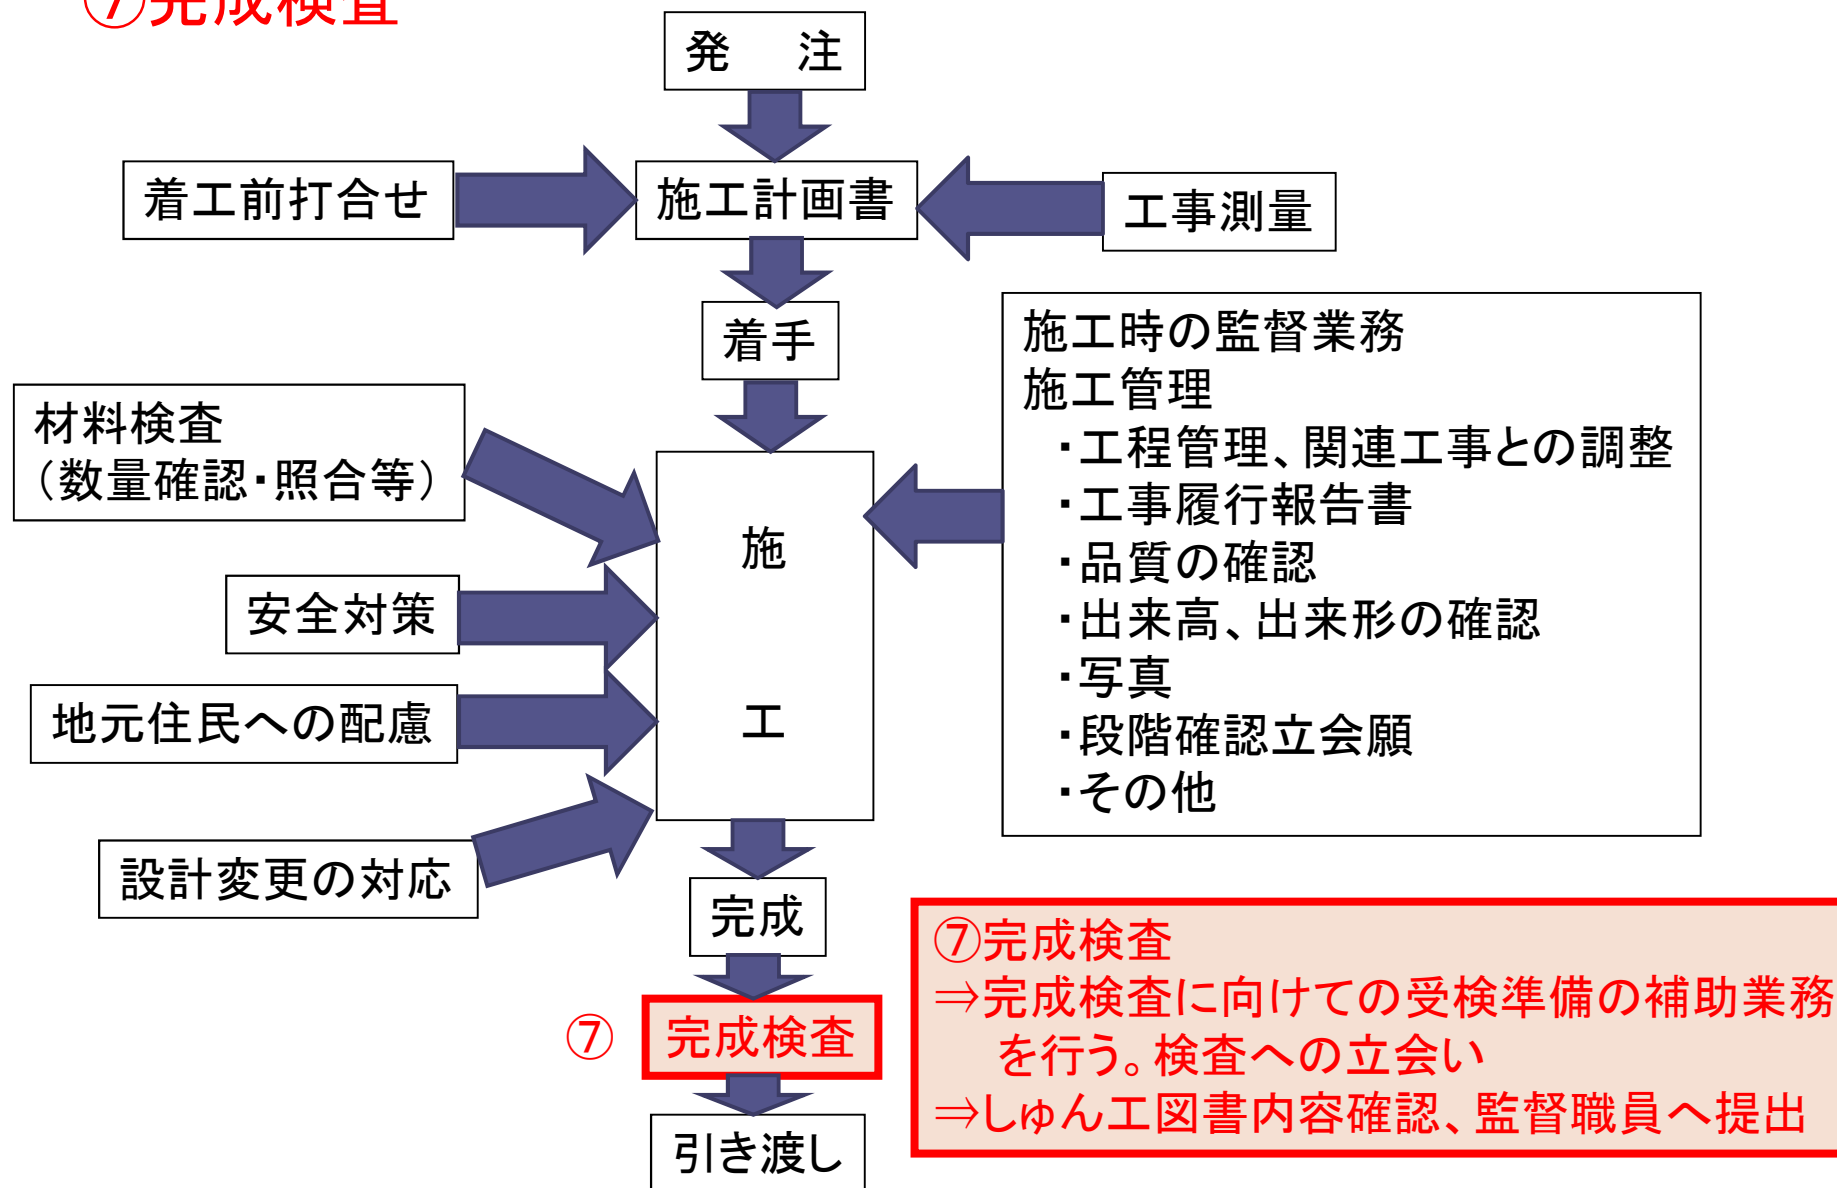 ⑦完成検査
発　注
着工前打合せ
施工計画書
工事測量
着手
施工時の監督業務
施工管理
・工程管理、関連工事との調整
・工事履行報告書
・品質の確認
・出来高、出来形の確認
・写真
・段階確認立会願
・その他
材料検査
（数量確認・照合等）
安全対策
地元住民への配慮
設計変更の対応
施
工
完成
⑦
完成検査
引き渡し
⑦完成検査
⇒完成検査に向けての受検準備の補助業務
を行う。検査への立会い
⇒しゅん工図書内容確認、監督職員へ提出